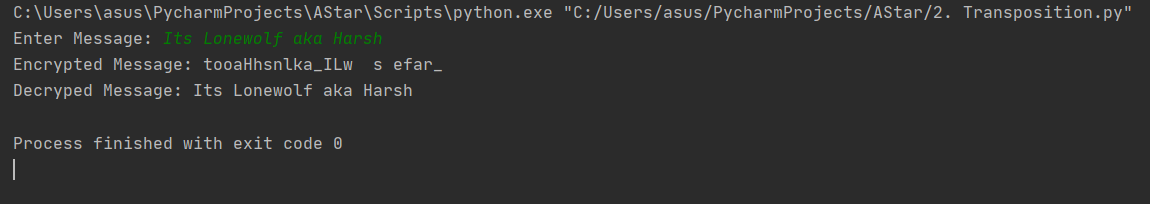 C:\Users\asus\PycharmProjects\AStar\Scripts\python.exe "C:/Users/asus/PycharmProjects/AStar/2. Transposition.py"
Enter Message: Its Lonewolf aka Harsh
Encrypted Message: tooaHhsnlka_ILw  s efar_
Decryped Message: Its Lonewolf aka Harsh
Process finished with exit code 0